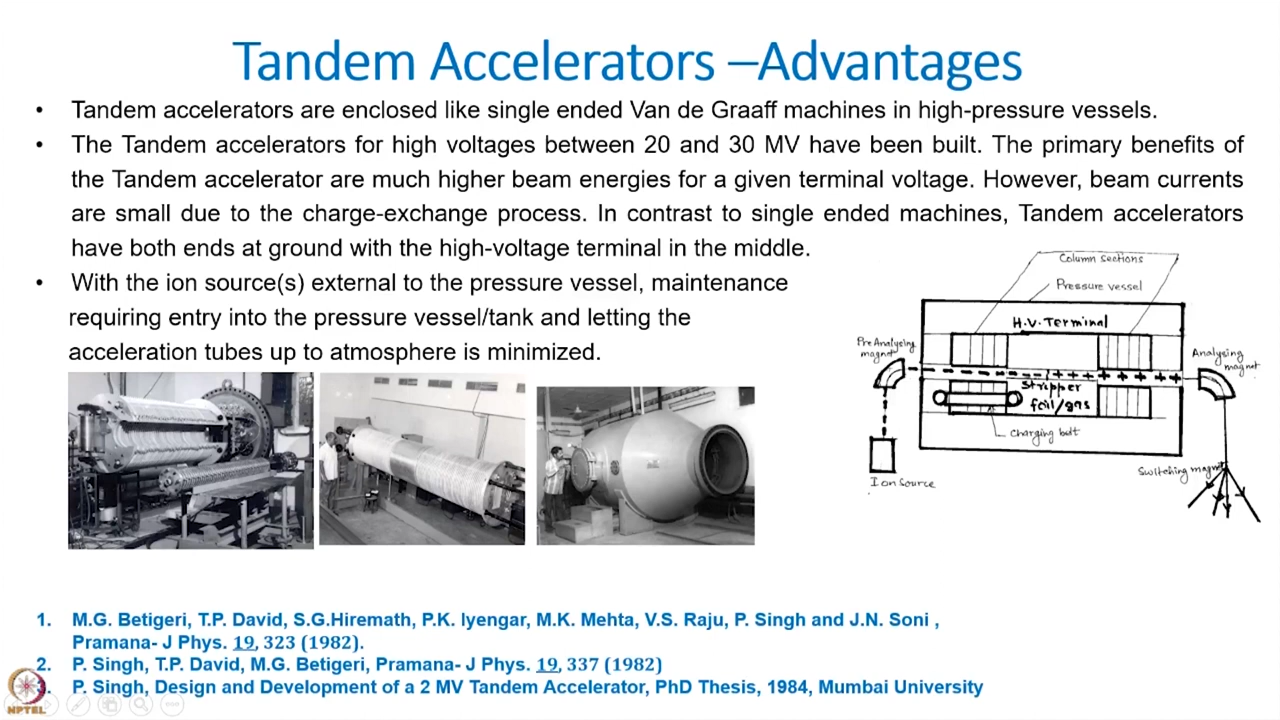 Tandem Accelerators –Advantages
• Tandem accelerators are enclosed like single ended Van de Graaff machines in high-pressure vessels.
• The Tandem accelerators for high voltages between 20 and 30 MV have been built. The primary benefits of
the Tandem accelerator are much higher beam energies for a given terminal voltage. However, beam currents
are small due to the charge-exchange process. In contrast to single ended machines, Tandem accelerators
have both ends at ground with the high-voltage terminal in the middle.
• With the ion source(s) external to the pressure vessel, maintenance
requiring entry into the pressure vessel/tank and letting the
acceleration tubes up to atmosphere is minimized.
Column sections
Pressure vessel
H.V. Terminal
Pre Analysing
magnet
Analysing
magnet
Stripper
foil/gas
Charging belt
Ion Source
Switching magnet
1. M.G. Betigeri, T.P. David, S.G.Hiremath, P.K. Iyengar, M.K. Mehta, V.S. Raju, P. Singh and J.N. Soni ,
Pramana- J Phys. 19, 323 (1982).
2. P. Singh, T.P. David, M.G. Betigeri, Pramana- J Phys. 19, 337 (1982)
P. Singh, Design and Development of a 2 MV Tandem Accelerator, PhD Thesis, 1984, Mumbai University
NPTEL